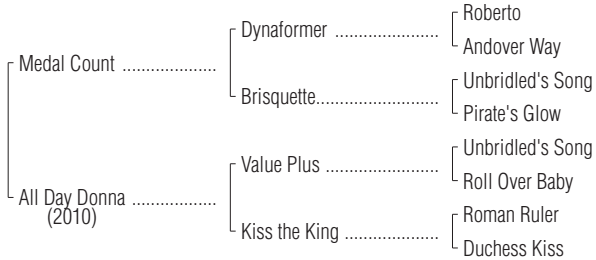 Roberto
Dynaformer ....................
Andover Way
Medal Count ..................
Unbridled's Song
Brisquette.......................
Pirate's Glow
Unbridled's Song
Value Plus .....................
Roll Over Baby
All Day Donna ................
(2010)
Roman Ruler
Kiss the King ..................
Duchess Kiss